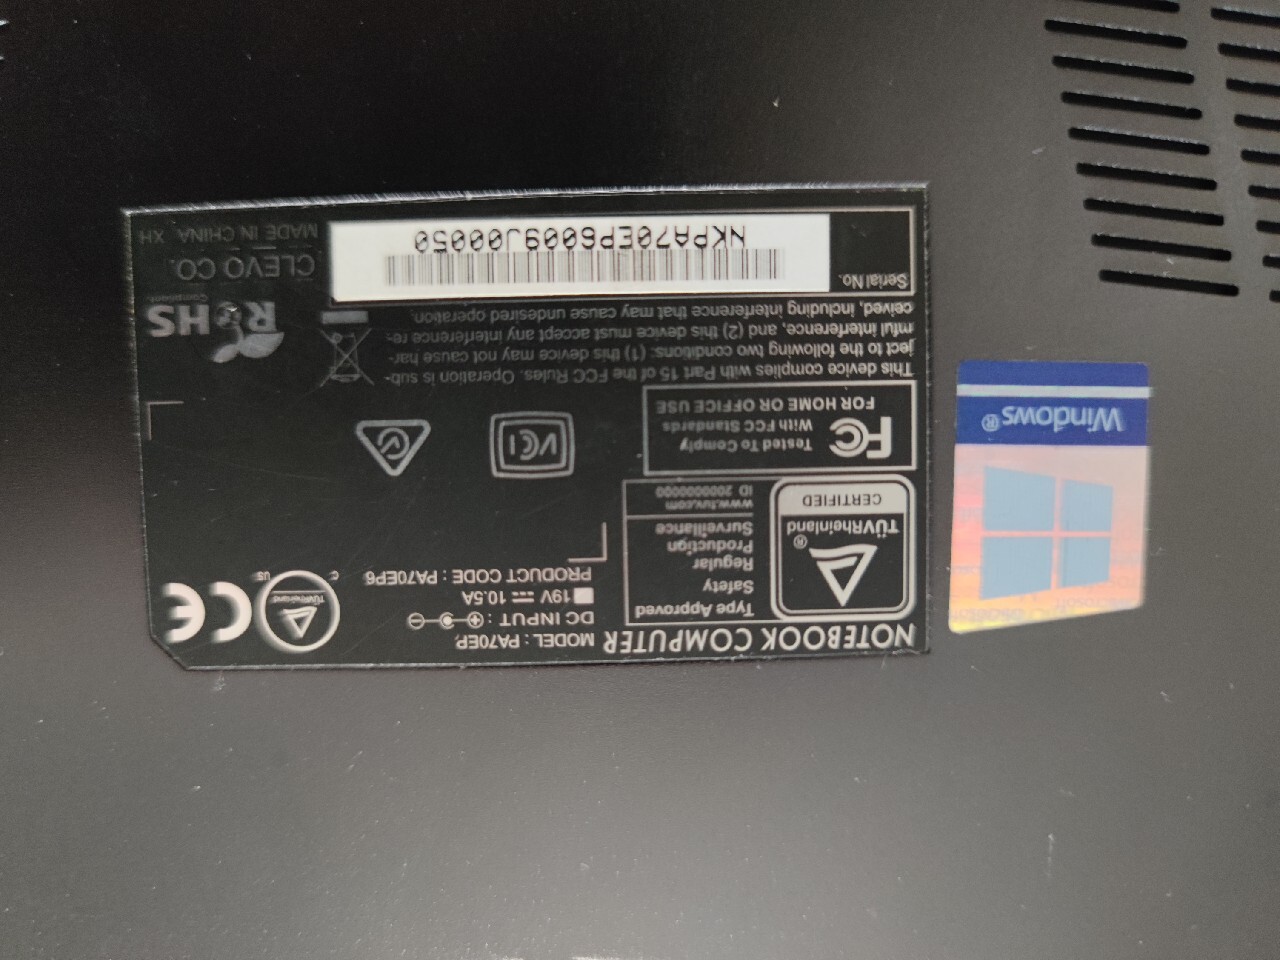 NOTEBOOK COMPUTER
MODEL : PA70EP
DC INPUT :
19V 10.5A
PRODUCT CODE : PA70EP6
TÜVRheinland
C US
CE
TÜVRheinland®
CERTIFIED
Type Approved
Safety
Regular
Production
Surveillance
www.tuv.com
ID 2000000000
FC
Tested To Comply
With FCC Standards
FOR HOME OR OFFICE USE
VCI
This device complies with Part 15 of the FCC Rules. Operation is sub-
ject to the following two conditions: (1) this device may not cause har-
mful interference, and (2) this device must accept any interference re-
ceived, including interference that may cause undesired operation.
RoHS
Compliant
Serial No.
NKPA70EP6009J00050
CLEVO CO.
MADE IN CHINA, XH
Windows®